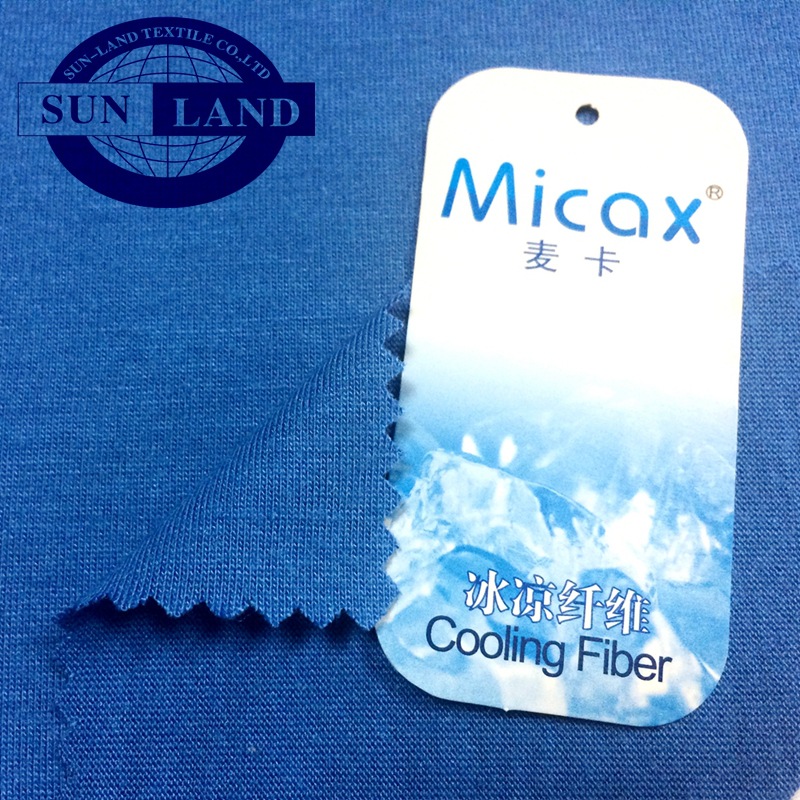 SUN-LAND TEXTILE CO.,LTD
SUN LAND
Micax®
麦卡
冰凉纤维
Cooling Fiber